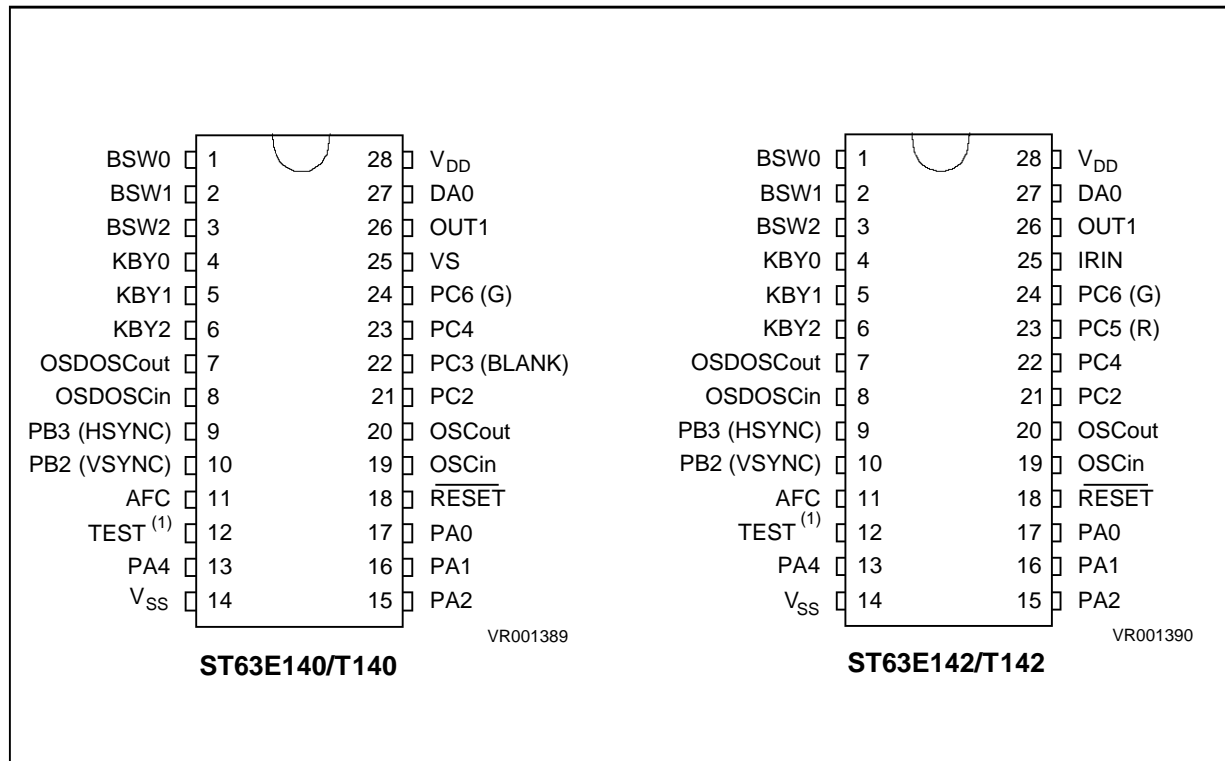 BSW0 1 28 VDD
BSW1 2 27 DA0
BSW2 3 26 OUT1
KBY0 4 25 VS
KBY1 5 24 PC6 (G)
KBY2 6 23 PC4
OSDOSCout 7 22 PC3 (BLANK)
OSDOSCin 8 21 PC2
PB3 (HSYNC) 9 20 OSCout
PB2 (VSYNC) 10 19 OSCin
AFC 11 18 RESET
TEST (1) 12 17 PA0
PA4 13 16 PA1
VSS 14 15 PA2
VR001389
ST63E140/T140
BSW0 1 28 VDD
BSW1 2 27 DA0
BSW2 3 26 OUT1
KBY0 4 25 IRIN
KBY1 5 24 PC6 (G)
KBY2 6 23 PC5 (R)
OSDOSCout 7 22 PC4
OSDOSCin 8 21 PC2
PB3 (HSYNC) 9 20 OSCout
PB2 (VSYNC) 10 19 OSCin
AFC 11 18 RESET
TEST (1) 12 17 PA0
PA4 13 16 PA1
VSS 14 15 PA2
VR001390
ST63E142/T142